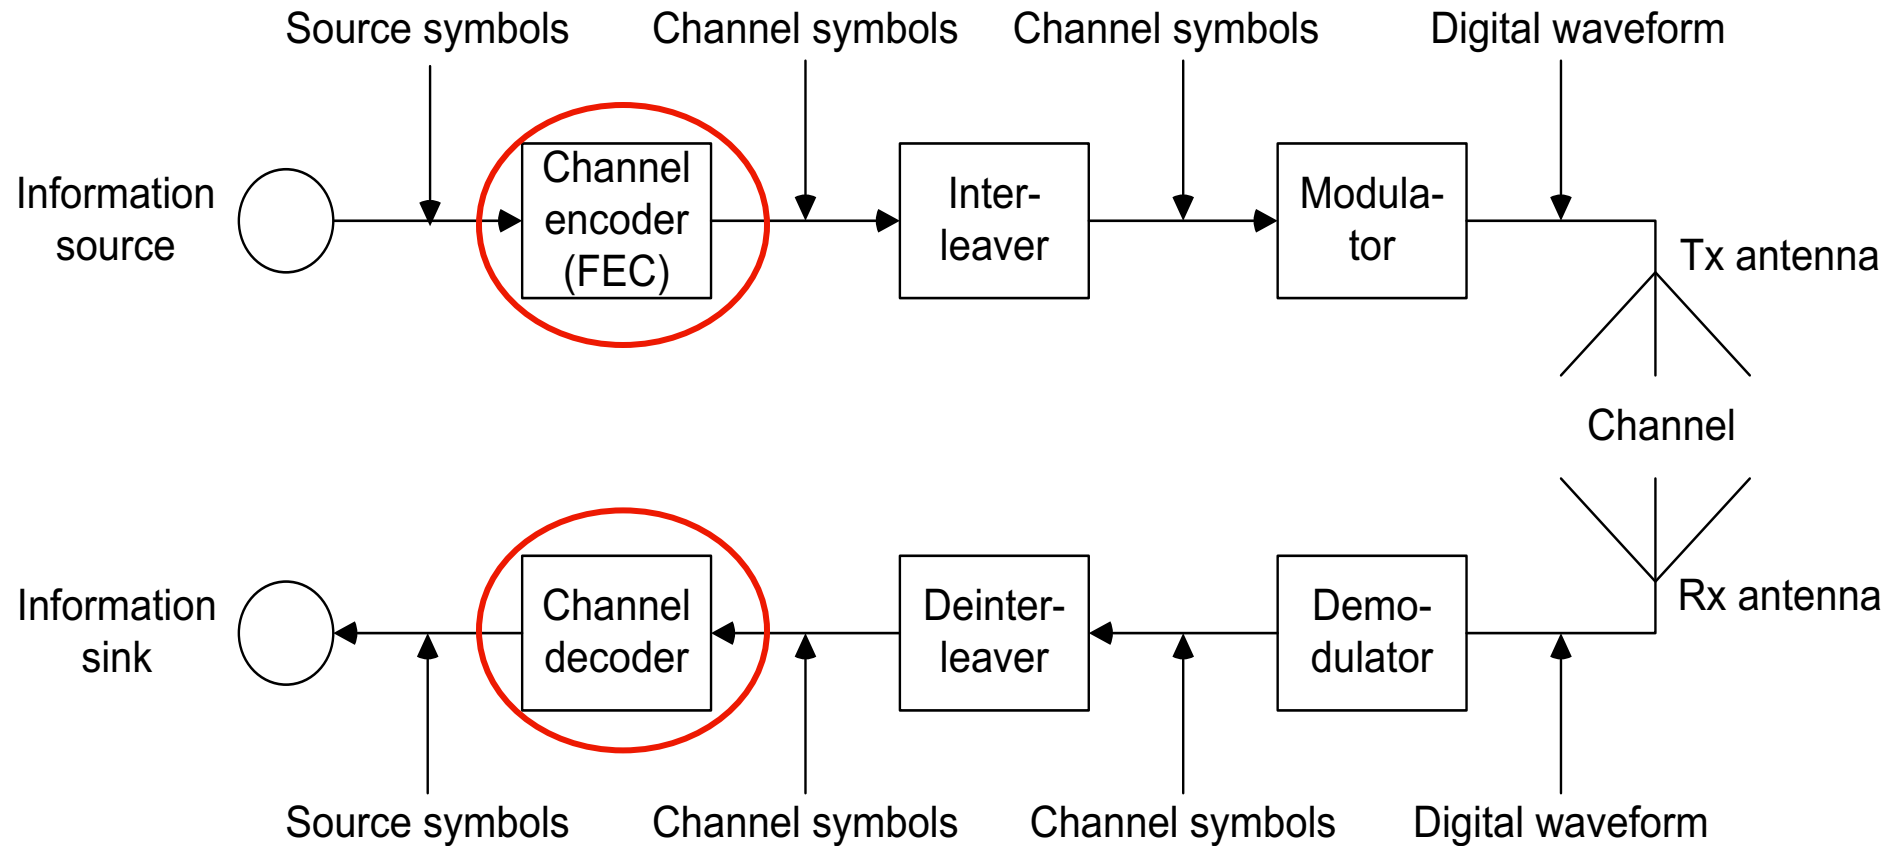 Source symbols
Channel symbols
Channel symbols
Digital waveform
Information
source
Channel
encoder
(FEC)
Inter-
leaver
Modula-
tor
Tx antenna
Channel
Rx antenna
Information
sink
Channel
decoder
Deinter-
leaver
Demo-
dulator
Source symbols
Channel symbols
Channel symbols
Digital waveform